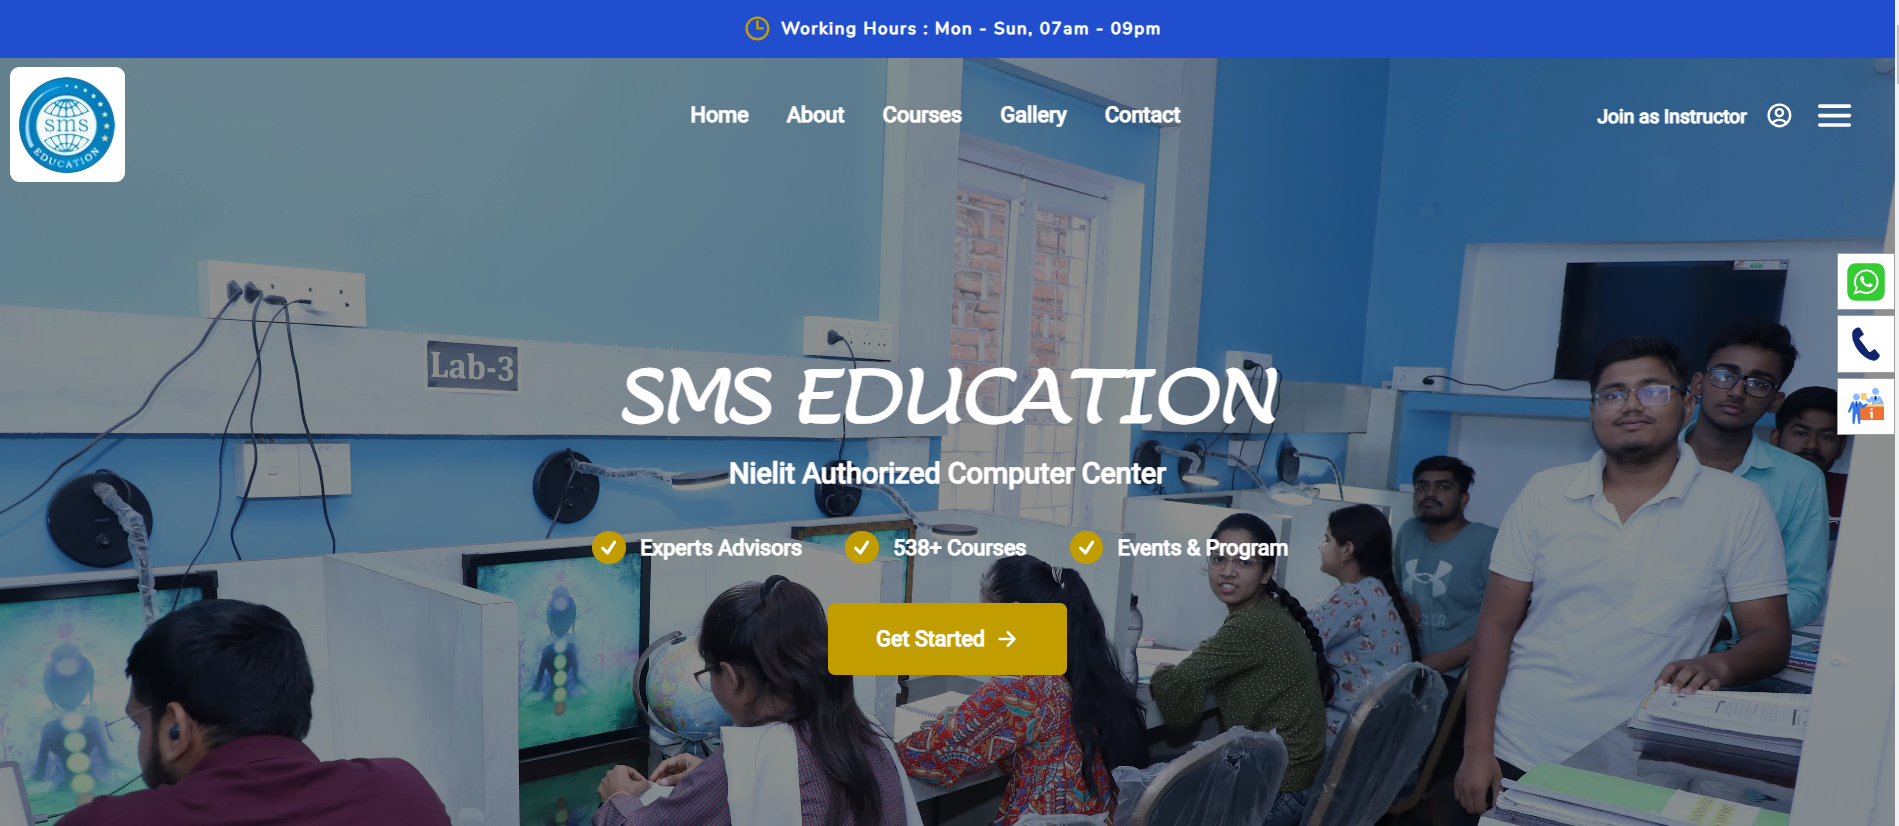 Working Hours : Mon - Sun, 07am - 09pm
sms
EDUCATION
Home About Courses Gallery Contact
Join as Instructor
Lab-3
SMS EDUCATION
Nielit Authorized Computer Center
Experts Advisors 538+ Courses Events & Program
Get Started